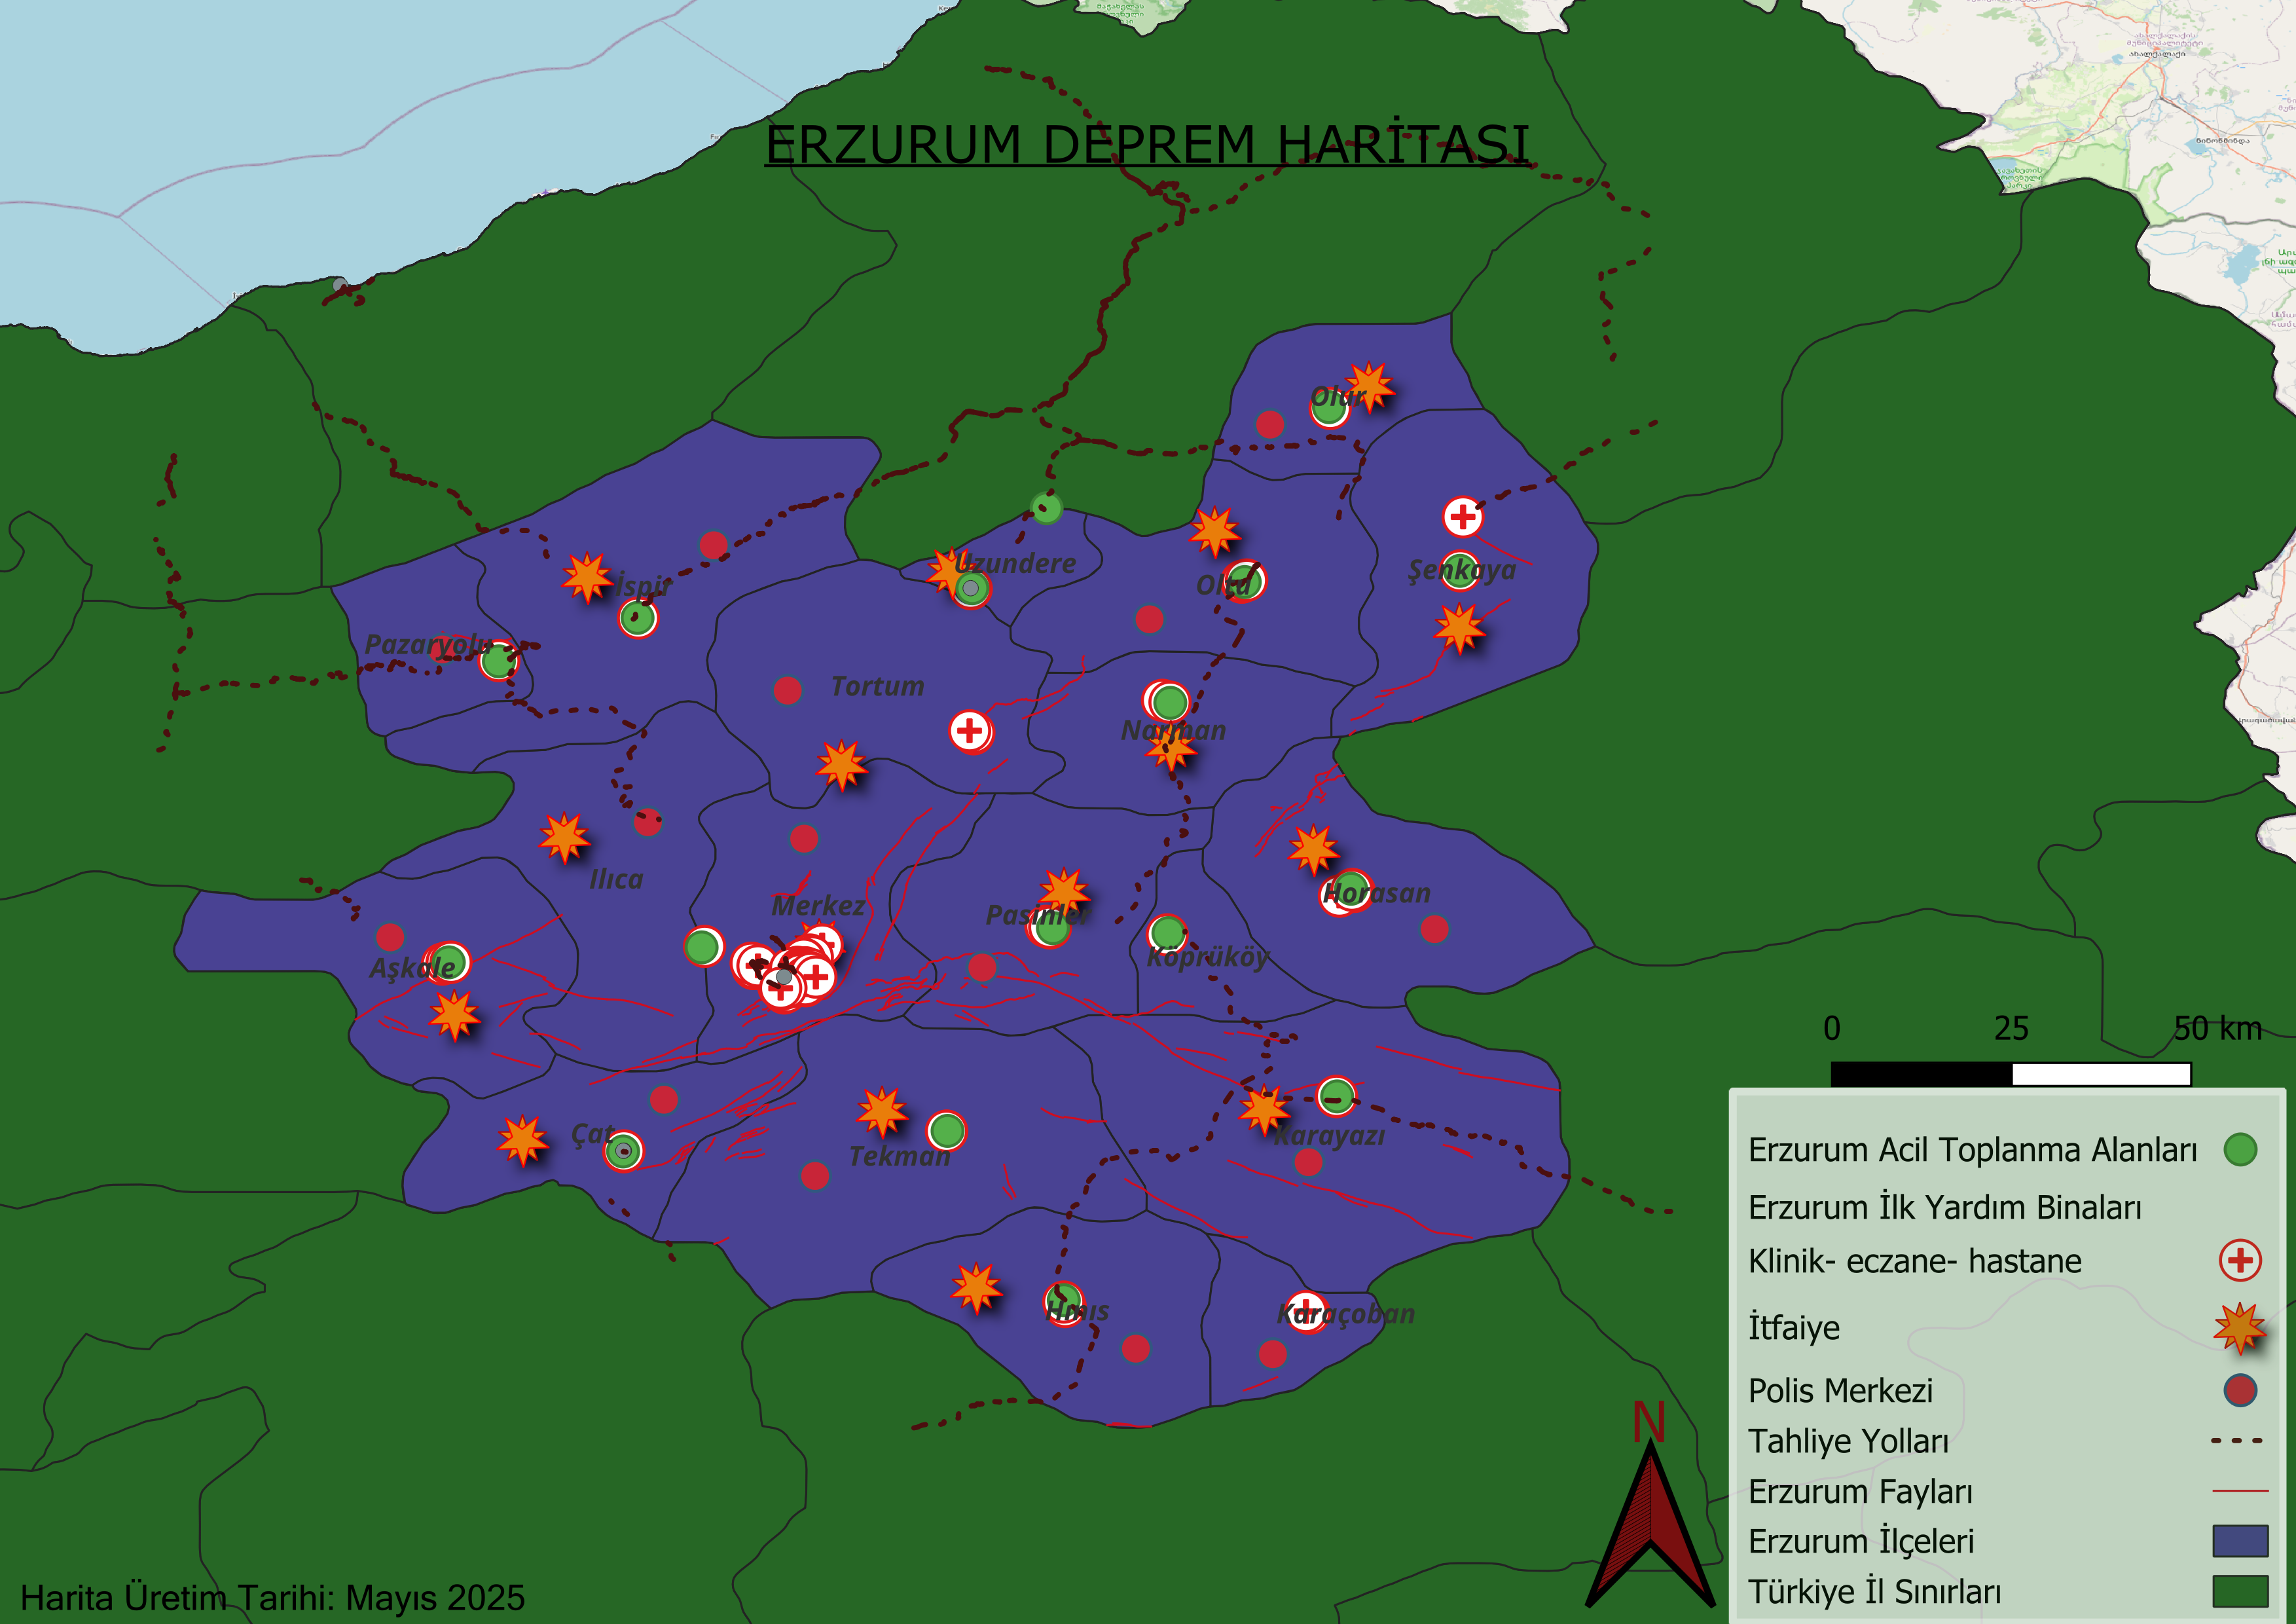 ERZURUM DEPREM HARİTASI
Olur
Uzundere
Oltu
Şenkaya
İspir
Pazaryolu
Tortum
Narman
Ilıca
Merkez
Pasinler
Horasan
Köprüköy
Aşkale
Çat
Tekman
Karayazı
Hınıs
Karaçoban
0 25 50 km
Erzurum Acil Toplanma Alanları
Erzurum İlk Yardım Binaları
Klinik- eczane- hastane
İtfaiye
Polis Merkezi
Tahliye Yolları
Erzurum Fayları
Erzurum İlçeleri
Türkiye İl Sınırları
N
Harita Üretim Tarihi: Mayıs 2025